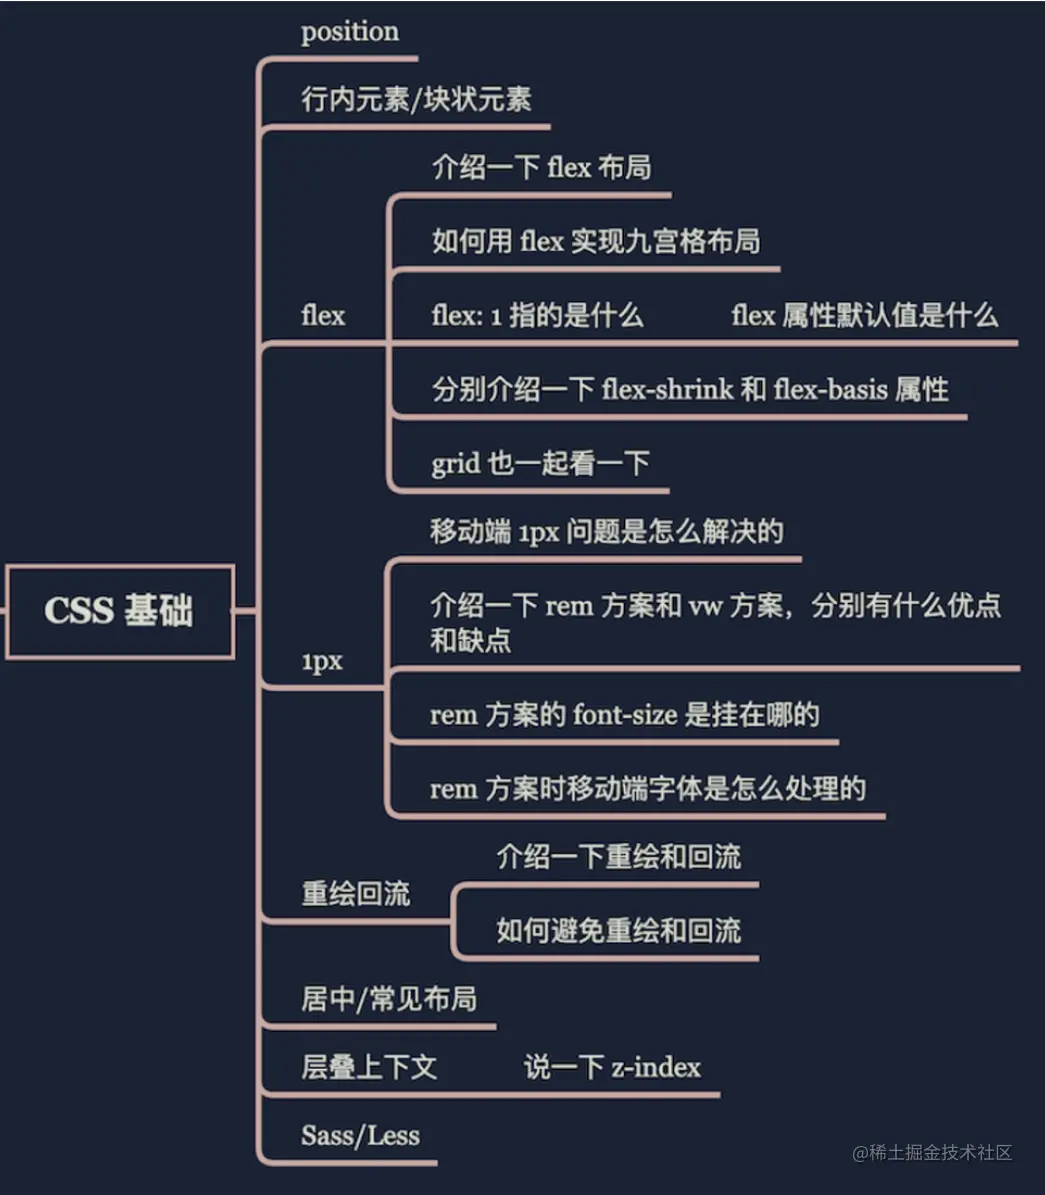 position
行内元素/块状元素
介绍一下 flex 布局
如何用 flex 实现九宫格布局
flex
flex: 1 指的是什么
flex 属性默认值是什么
分别介绍一下 flex-shrink 和 flex-basis 属性
grid 也一起看一下
移动端 1px 问题是怎么解决的
CSS 基础
介绍一下 rem 方案和 vw 方案，分别有什么优点
和缺点
1px
rem 方案的 font-size 是挂在哪的
rem 方案时移动端字体是怎么处理的
介绍一下重绘和回流
重绘回流
如何避免重绘和回流
居中/常见布局
层叠上下文
说一下 z-index
Sass/Less
@稀土掘金技术社区